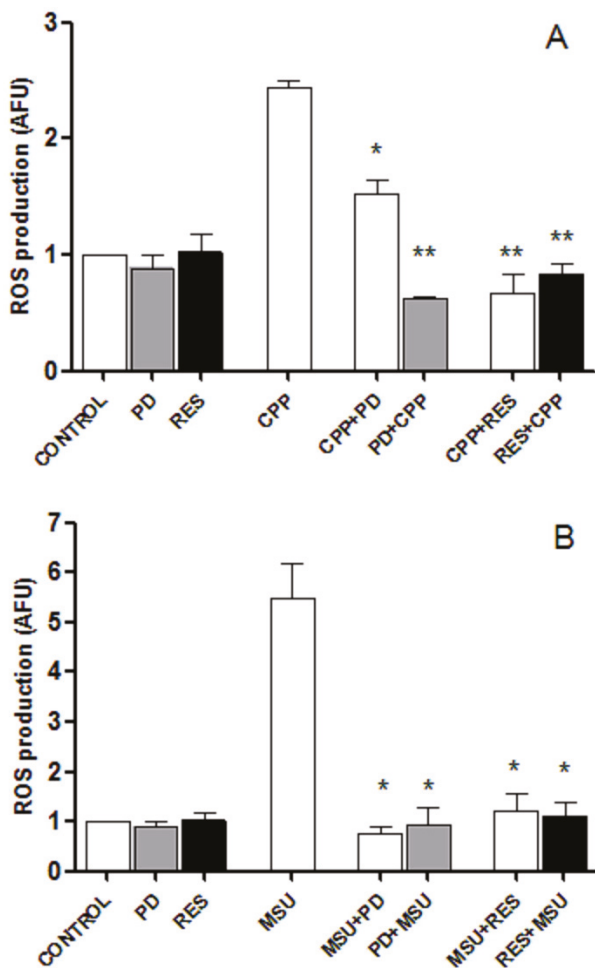 A
ROS production (AFU)
3
2
1
0
*
**
**
**
CONTROL
PD
RES
CPP
CPP+PD
PD+CPP
CPP+RES
RES+CPP
B
ROS production (AFU)
7
6
5
4
3
2
1
0
*
*
*
*
CONTROL
PD
RES
MSU
MSU+PD
PD+MSU
MSU+RES
RES+MSU